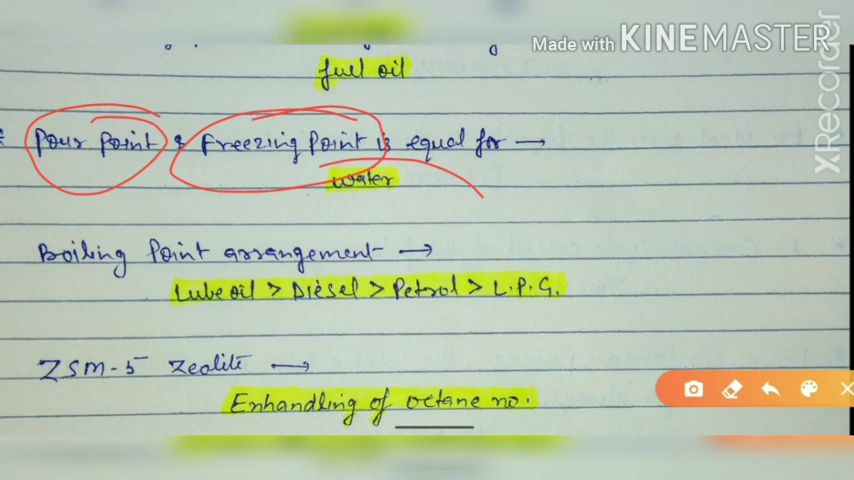 Made with KINEMASTER
XRecorder
fuel oil
Pour Point & Freezing Point is equal for →
water
Boiling Point arrangement →
Lube oil > Diesel > Petrol > L.P.G.
ZSM-5 Zeolite →
Enhandling of octane no.